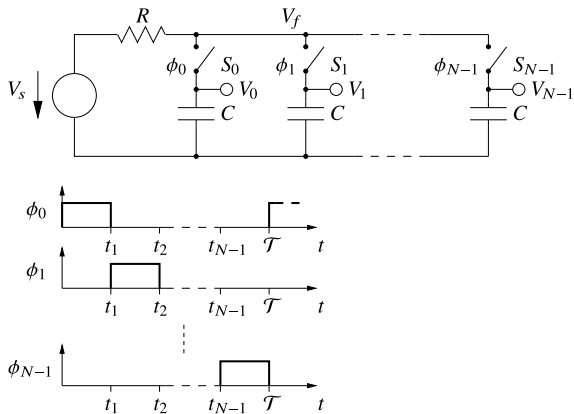 R V_f
ϕ_0 S_0 ϕ_1 S_1 ϕ_{N−1} S_{N−1}
V_s V_0 V_1 V_{N−1}
C C C
ϕ_0
t_1 t_2 t_{N−1} 𝒯 t
ϕ_1
t_1 t_2 t_{N−1} 𝒯 t
ϕ_{N−1}
t_1 t_2 t_{N−1} 𝒯 t